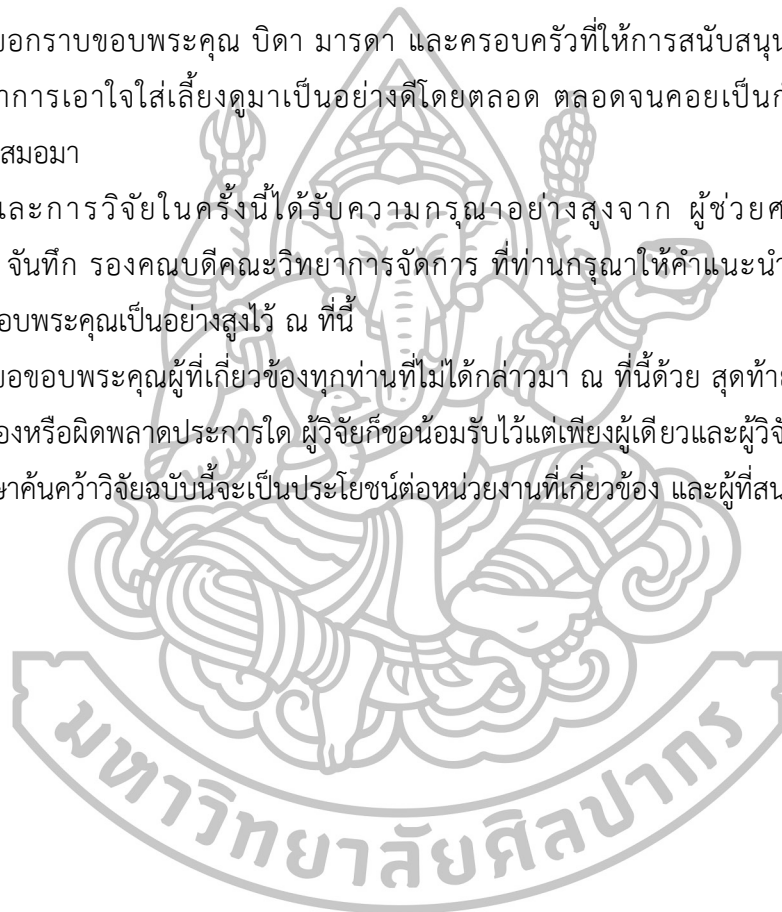 ขอกราบขอบพระคุณ บิดา มารดา และครอบครัวที่ให้การสนับสนุน
การเอาใจใส่เลี้ยงดูมาเป็นอย่างดีโดยตลอด ตลอดจนคอยเป็น
เสมอมา
และการวิจัยในครั้งนี้ได้รับความกรุณาอย่างสูงจาก ผู้ช่วย
จันทึก รองคณบดีคณะวิทยาการจัดการ ที่ท่านกรุณาให้คำแนะนำ
ขอบพระคุณเป็นอย่างสูงไว้ ณ ที่นี้
ขอขอบพระคุณผู้ที่เกี่ยวข้องทุกท่านที่ไม่ได้กล่าวมา ณ ที่นี้ด้วย สุดท้าย
องหรือผิดพลาดประการใด ผู้วิจัยก็ขอน้อมรับไว้แต่เพียงผู้เดียวและผู้วิจั
ษาค้นคว้าวิจัยฉบับนี้จะเป็นประโยชน์ต่อหน่วยงานที่เกี่ยวข้อง และผู้ที่สน
มหาวิทยาลัยศิลปากร